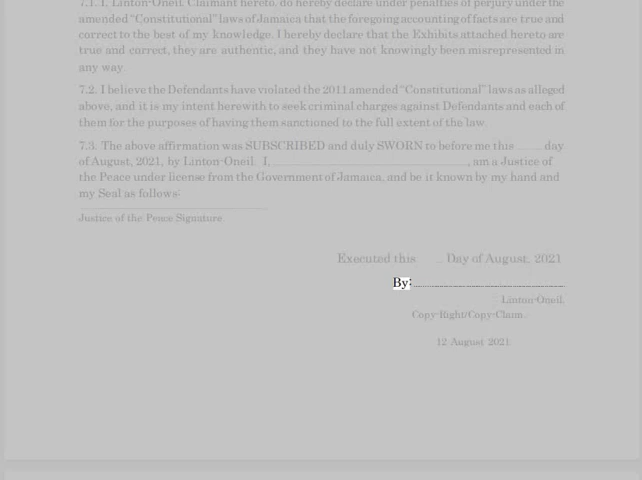 7.1. I, Linton-Oneil, Claimant hereto, do hereby declare under penalties of perjury under the
amended “Constitutional” laws of Jamaica that the foregoing accounting of facts are true and
correct to the best of my knowledge. I hereby declare that the Exhibits attached hereto are
true and correct, they are authentic, and they have not knowingly been misrepresented in
any way
7.2. I believe the Defendants have violated the 2011 amended “Constitutional” laws as alleged
above, and it is my intent herewith to seek criminal charges against Defendants and each of
them for the purposes of having them sanctioned to the full extent of the law.
7.3. The above affirmation was SUBSCRIBED and duly SWORN to before me this ...... day
of August, 2021, by Linton-Oneil. I, ............................................, am a Justice of
the Peace under license from the Government of Jamaica, and be it known by my hand and
my Seal as follows:
Justice of the Peace Signature
Executed this ... Day of August, 2021
By: ............................................
Linton-Oneil.
Copy-Right/Copy-Claim.
12 August 2021